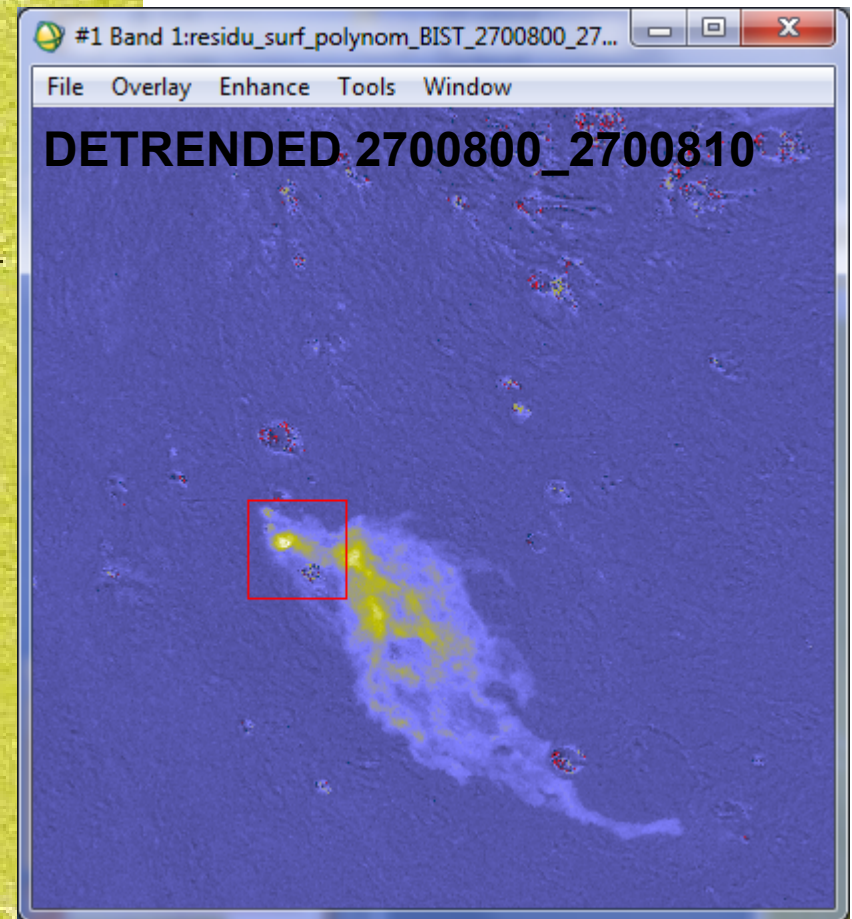 #1 Band 1:residu_surf_polynom_BIST_2700800_27...
File Overlay Enhance Tools Window
DETRENDED 2700800_2700810